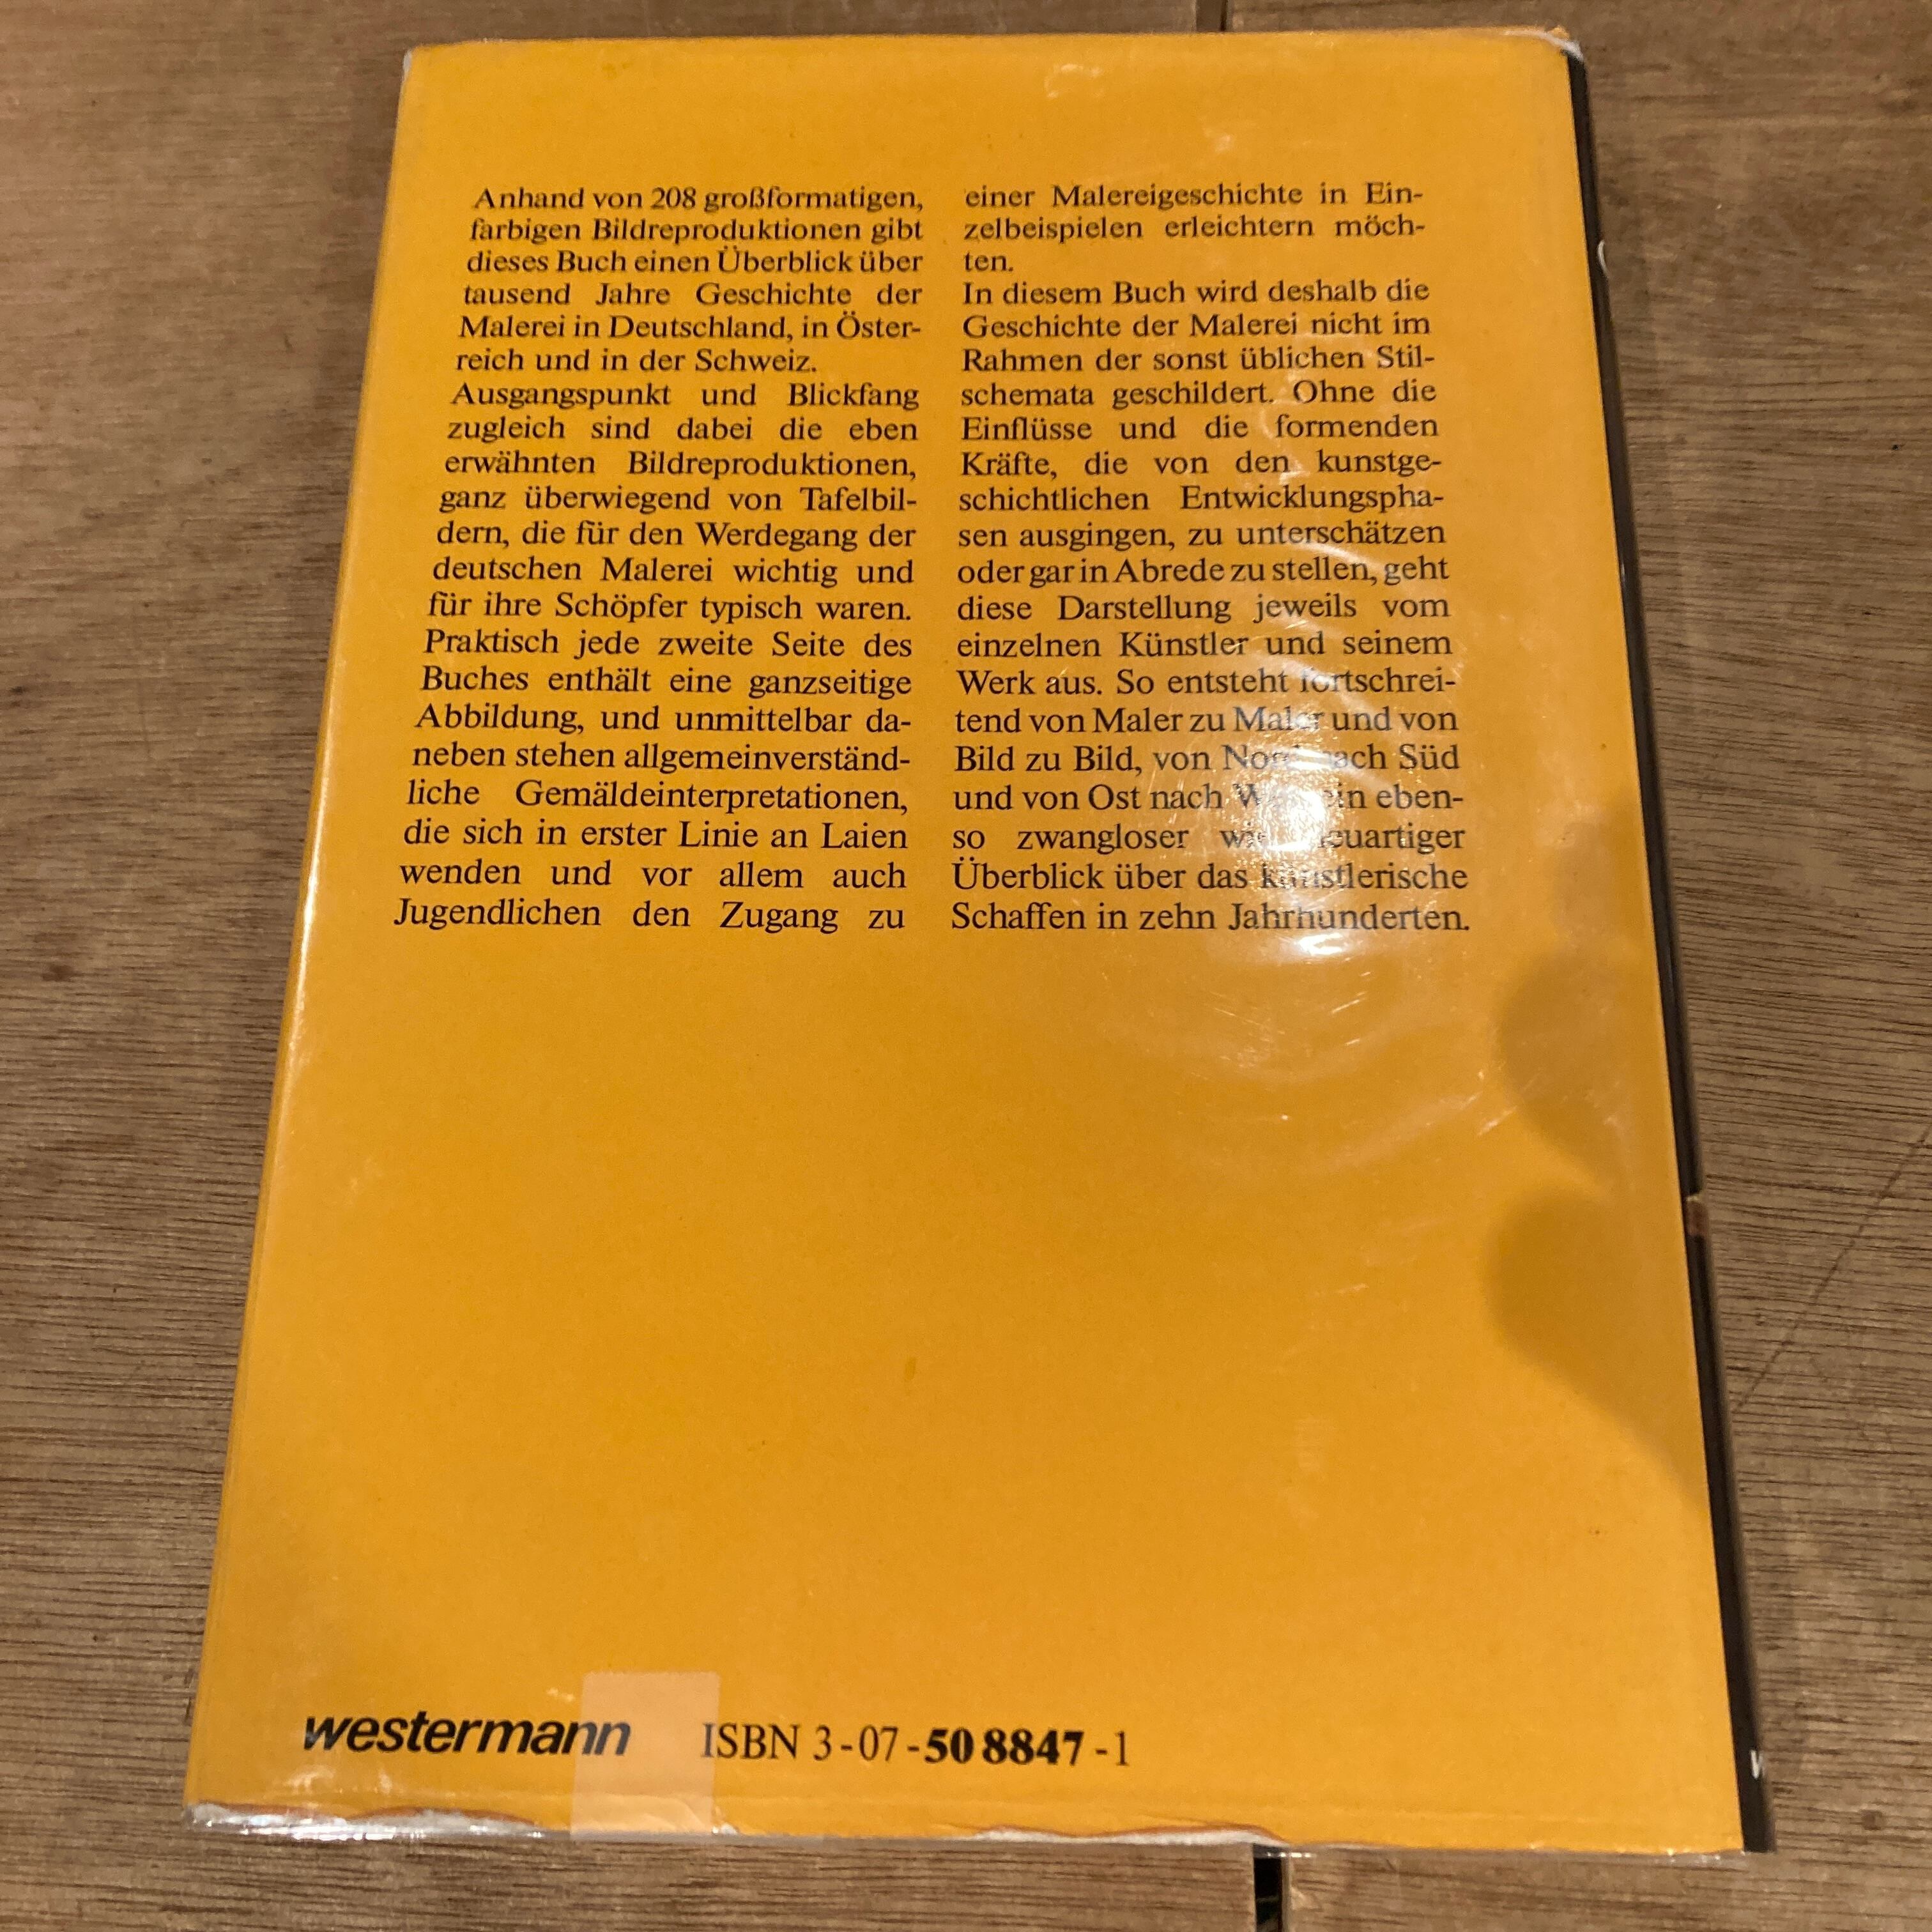 Anhand von 208 großformatigen,
farbigen Bildreproduktionen gibt
dieses Buch einen Überblick über
tausend Jahre Geschichte der
Malerei in Deutschland, in Öster-
reich und in der Schweiz.
Ausgangspunkt und Blickfang
zugleich sind dabei die eben
erwähnten Bildreproduktionen,
ganz überwiegend von Tafelbil-
dern, die für den Werdegang der
deutschen Malerei wichtig und
für ihre Schöpfer typisch waren.
Praktisch jede zweite Seite des
Buches enthält eine ganzseitige
Abbildung, und unmittelbar da-
neben stehen allgemeinverständ-
liche Gemäldeinterpretationen,
die sich in erster Linie an Laien
wenden und vor allem auch
Jugendlichen den Zugang zu
einer Malereigeschichte in Ein-
zelbeispielen erleichtern möch-
ten.
In diesem Buch wird deshalb die
Geschichte der Malerei nicht im
Rahmen der sonst üblichen Stil-
schemata geschildert. Ohne die
Einflüsse und die formenden
Kräfte, die von den kunstge-
schichtlichen Entwicklungspha-
sen ausgingen, zu unterschätzen
oder gar in Abrede zu stellen, geht
diese Darstellung jeweils vom
einzelnen Künstler und seinem
Werk aus. So entsteht fortschrei-
tend von Maler zu Maler und von
Bild zu Bild, von Nord nach Süd
und von Ost nach ein eben-
so zwangloser neuartiger
Überblick über das künstlerische
Schaffen in zehn Jahrhunderten.
westermann ISBN 3-07-50 8847-1